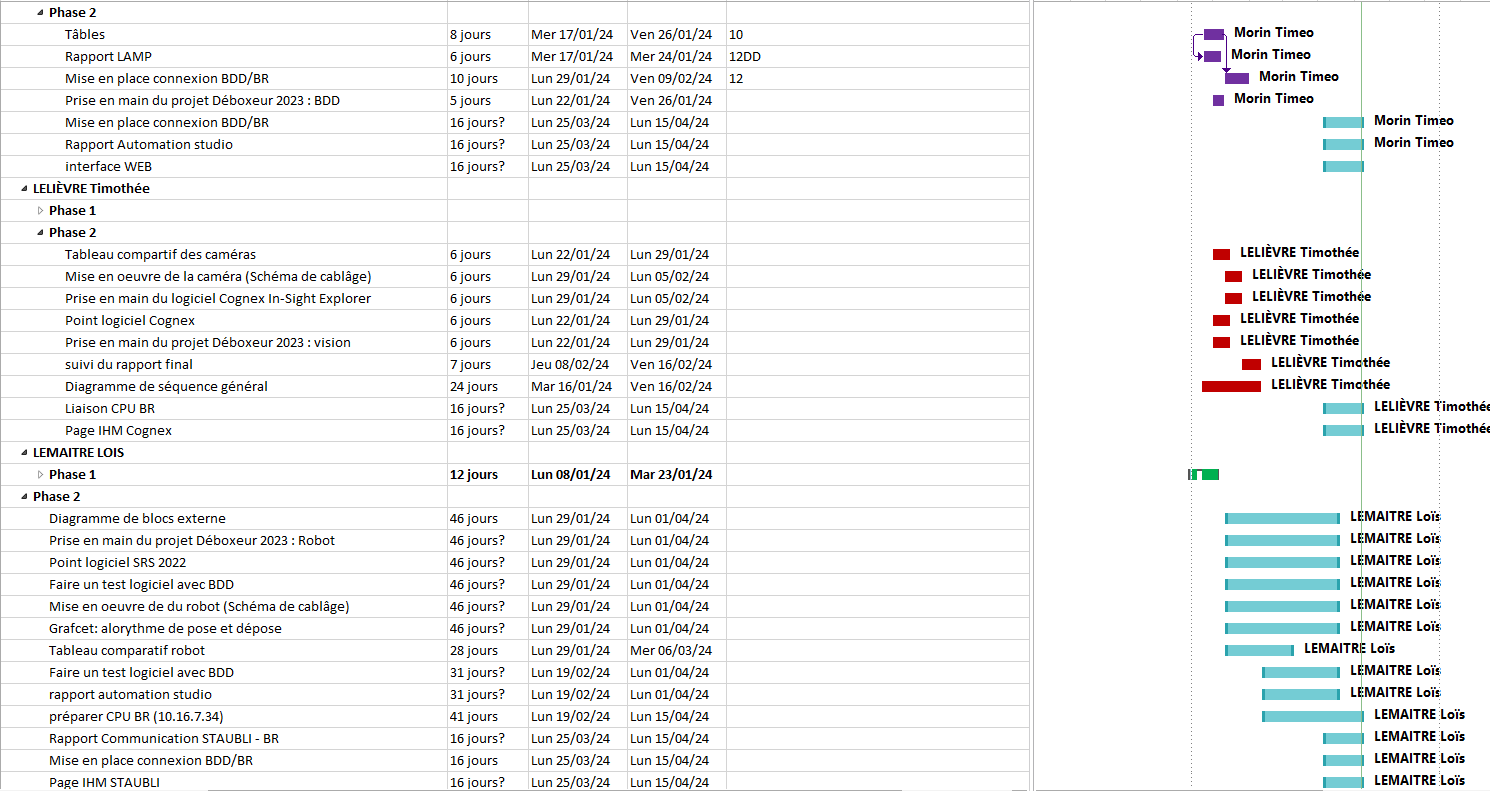 Phase 2
Tâbles 8 jours Mer 17/01/24 Ven 26/01/24 10 Morin Timeo
Rapport LAMP 6 jours Mer 17/01/24 Mer 24/01/24 12DD Morin Timeo
Mise en place connexion BDD/BR 10 jours Lun 29/01/24 Ven 09/02/24 12 Morin Timeo
Prise en main du projet Déboxeur 2023 : BDD 5 jours Lun 22/01/24 Ven 26/01/24 Morin Timeo
Mise en place connexion BDD/BR 16 jours? Lun 25/03/24 Lun 15/04/24 Morin Timeo
Rapport Automation studio 16 jours? Lun 25/03/24 Lun 15/04/24 Morin Timeo
interface WEB 16 jours? Lun 25/03/24 Lun 15/04/24
LELIÈVRE Timothée
Phase 1
Phase 2
Tableau compartif des caméras 6 jours Lun 22/01/24 Lun 29/01/24 LELIÈVRE Timothée
Mise en oeuvre de la caméra (Schéma de cablâge) 6 jours Lun 29/01/24 Lun 05/02/24 LELIÈVRE Timothée
Prise en main du logiciel Cognex In-Sight Explorer 6 jours Lun 29/01/24 Lun 05/02/24 LELIÈVRE Timothée
Point logiciel Cognex 6 jours Lun 22/01/24 Lun 29/01/24 LELIÈVRE Timothée
Prise en main du projet Déboxeur 2023 : vision 6 jours Lun 22/01/24 Lun 29/01/24 LELIÈVRE Timothée
suivi du rapport final 7 jours Jeu 08/02/24 Ven 16/02/24 LELIÈVRE Timothée
Diagramme de séquence général 24 jours Mar 16/01/24 Ven 16/02/24 LELIÈVRE Timothée
Liaison CPU BR 16 jours? Lun 25/03/24 Lun 15/04/24 LELIÈVRE Timothée
Page IHM Cognex 16 jours? Lun 25/03/24 Lun 15/04/24 LELIÈVRE Timothée
LEMAITRE LOIS
Phase 1 12 jours Lun 08/01/24 Mar 23/01/24
Phase 2
Diagramme de blocs externe 46 jours Lun 29/01/24 Lun 01/04/24 LEMAITRE Loïs
Prise en main du projet Déboxeur 2023 : Robot 46 jours? Lun 29/01/24 Lun 01/04/24 LEMAITRE Loïs
Point logiciel SRS 2022 46 jours? Lun 29/01/24 Lun 01/04/24 LEMAITRE Loïs
Faire un test logiciel avec BDD 46 jours? Lun 29/01/24 Lun 01/04/24 LEMAITRE Loïs
Mise en oeuvre de du robot (Schéma de cablâge) 46 jours? Lun 29/01/24 Lun 01/04/24 LEMAITRE Loïs
Grafcet: alorythme de pose et dépose 46 jours? Lun 29/01/24 Lun 01/04/24 LEMAITRE Loïs
Tableau comparatif robot 28 jours Lun 29/01/24 Mer 06/03/24 LEMAITRE Loïs
Faire un test logiciel avec BDD 31 jours? Lun 19/02/24 Lun 01/04/24 LEMAITRE Loïs
rapport automation studio 31 jours? Lun 19/02/24 Lun 01/04/24 LEMAITRE Loïs
préparer CPU BR (10.16.7.34) 41 jours Lun 19/02/24 Lun 15/04/24 LEMAITRE Loïs
Rapport Communication STAUBLI - BR 16 jours? Lun 25/03/24 Lun 15/04/24 LEMAITRE Loïs
Mise en place connexion BDD/BR 16 jours Lun 25/03/24 Lun 15/04/24 LEMAITRE Loïs
Page IHM STAUBLI 16 jours? Lun 25/03/24 Lun 15/04/24 LEMAITRE Loïs